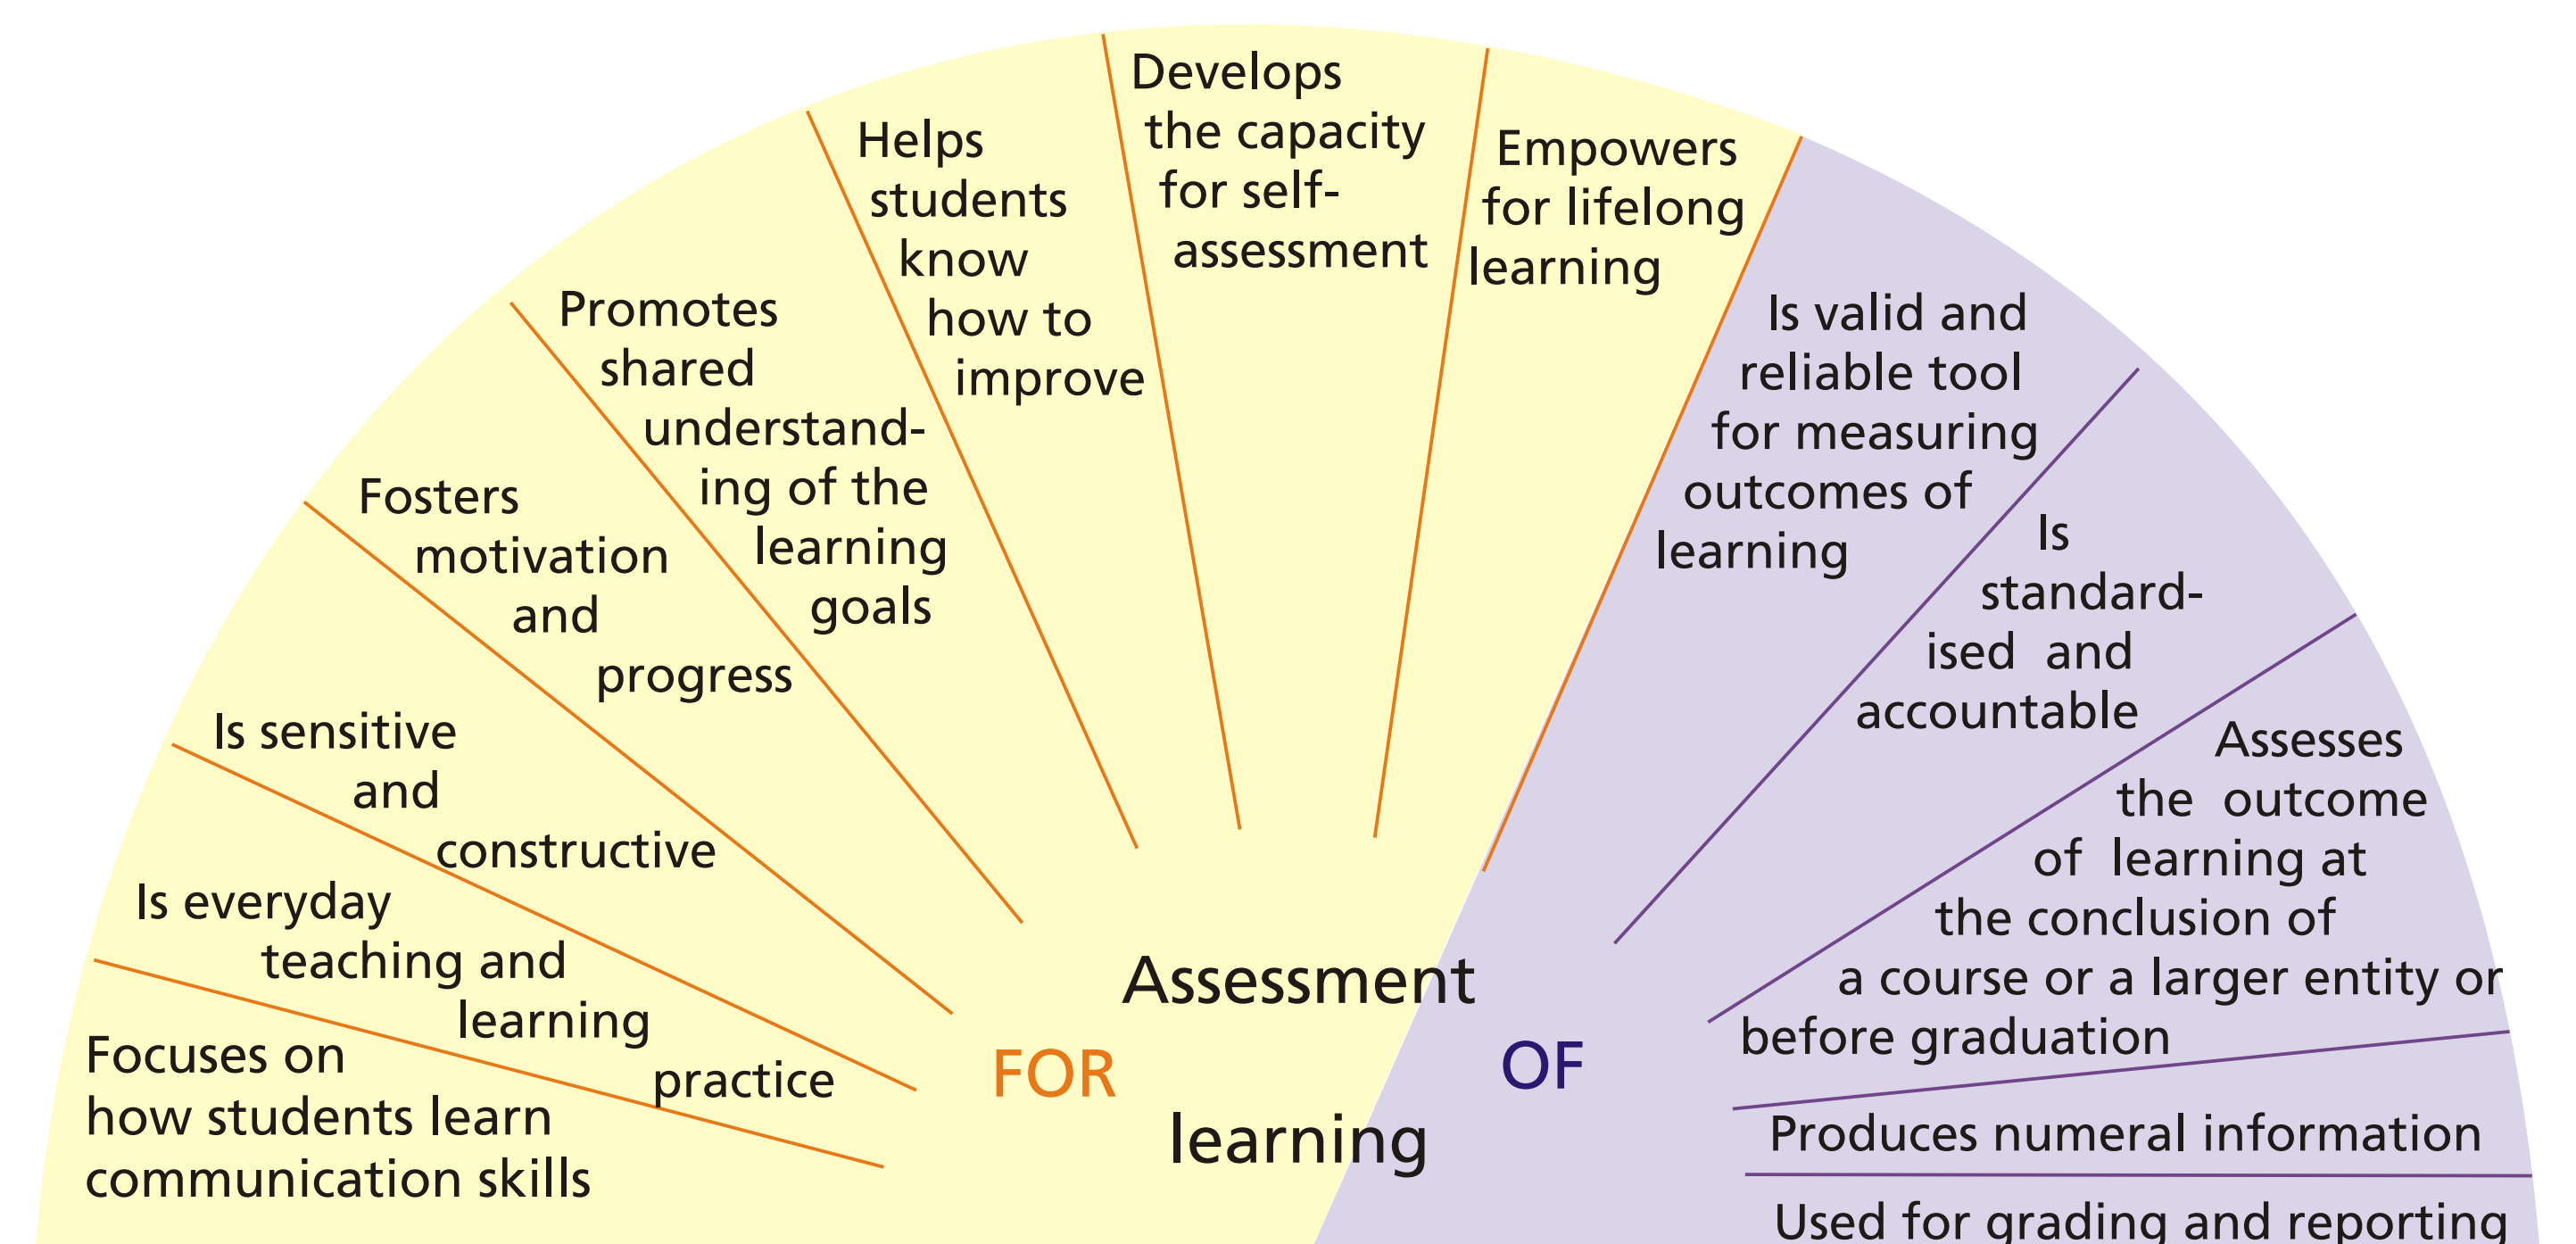 Focuses on
how students learn
communication skills
Is everyday
teaching and
learning
practice
Is sensitive
and
constructive
Fosters
motivation
and
progress
Promotes
shared
understand-
ing of the
learning
goals
Helps
students
know
how to
improve
Develops
the capacity
for self-
assessment
Empowers
for lifelong
learning
Is valid and
reliable tool
for measuring
outcomes of
learning
Is
standard-
ised and
accountable
Assesses
the outcome
of learning at
the conclusion of
a course or a larger entity or
before graduation
Produces numeral information
Used for grading and reporting
Assessment
FOR
OF
learning